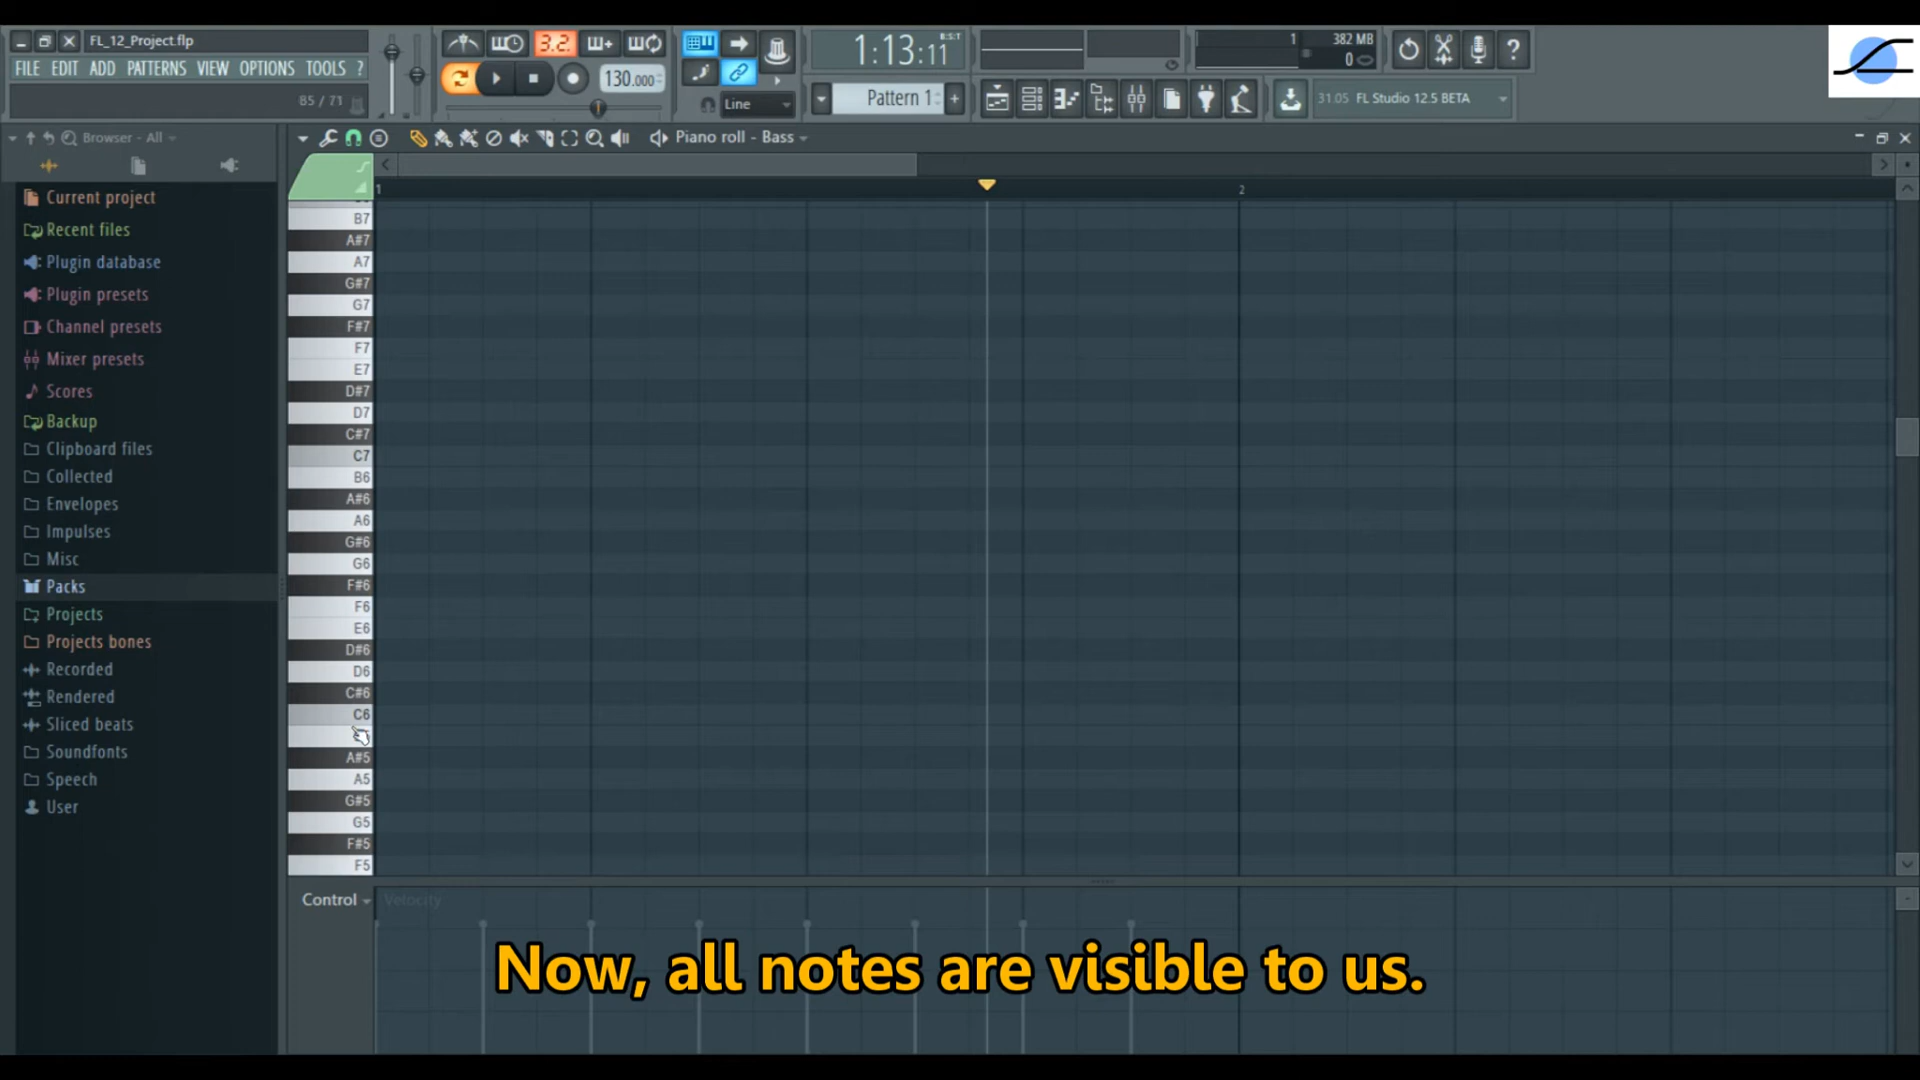 FL_12_Project.flp
FILE EDIT ADD PATTERNS VIEW OPTIONS TOOLS ?
85 / 71
3.2.
130.000
Line
1:13:11
B:S:T
Pattern 1
+
1
382 MB
0
?
31.05 FL Studio 12.5 BETA
Browser - All
Piano roll - Bass
1
2
Current project
Recent files
Plugin database
Plugin presets
Channel presets
Mixer presets
Scores
Backup
Clipboard files
Collected
Envelopes
Impulses
Misc
Packs
Projects
Projects bones
Recorded
Rendered
Sliced beats
Soundfonts
Speech
User
B7
A#7
A7
G#7
G7
F#7
F7
E7
D#7
D7
C#7
C7
B6
A#6
A6
G#6
G6
F#6
F6
E6
D#6
D6
C#6
C6
A#5
A5
G#5
G5
F#5
F5
Control
Velocity
Now, all notes are visible to us.